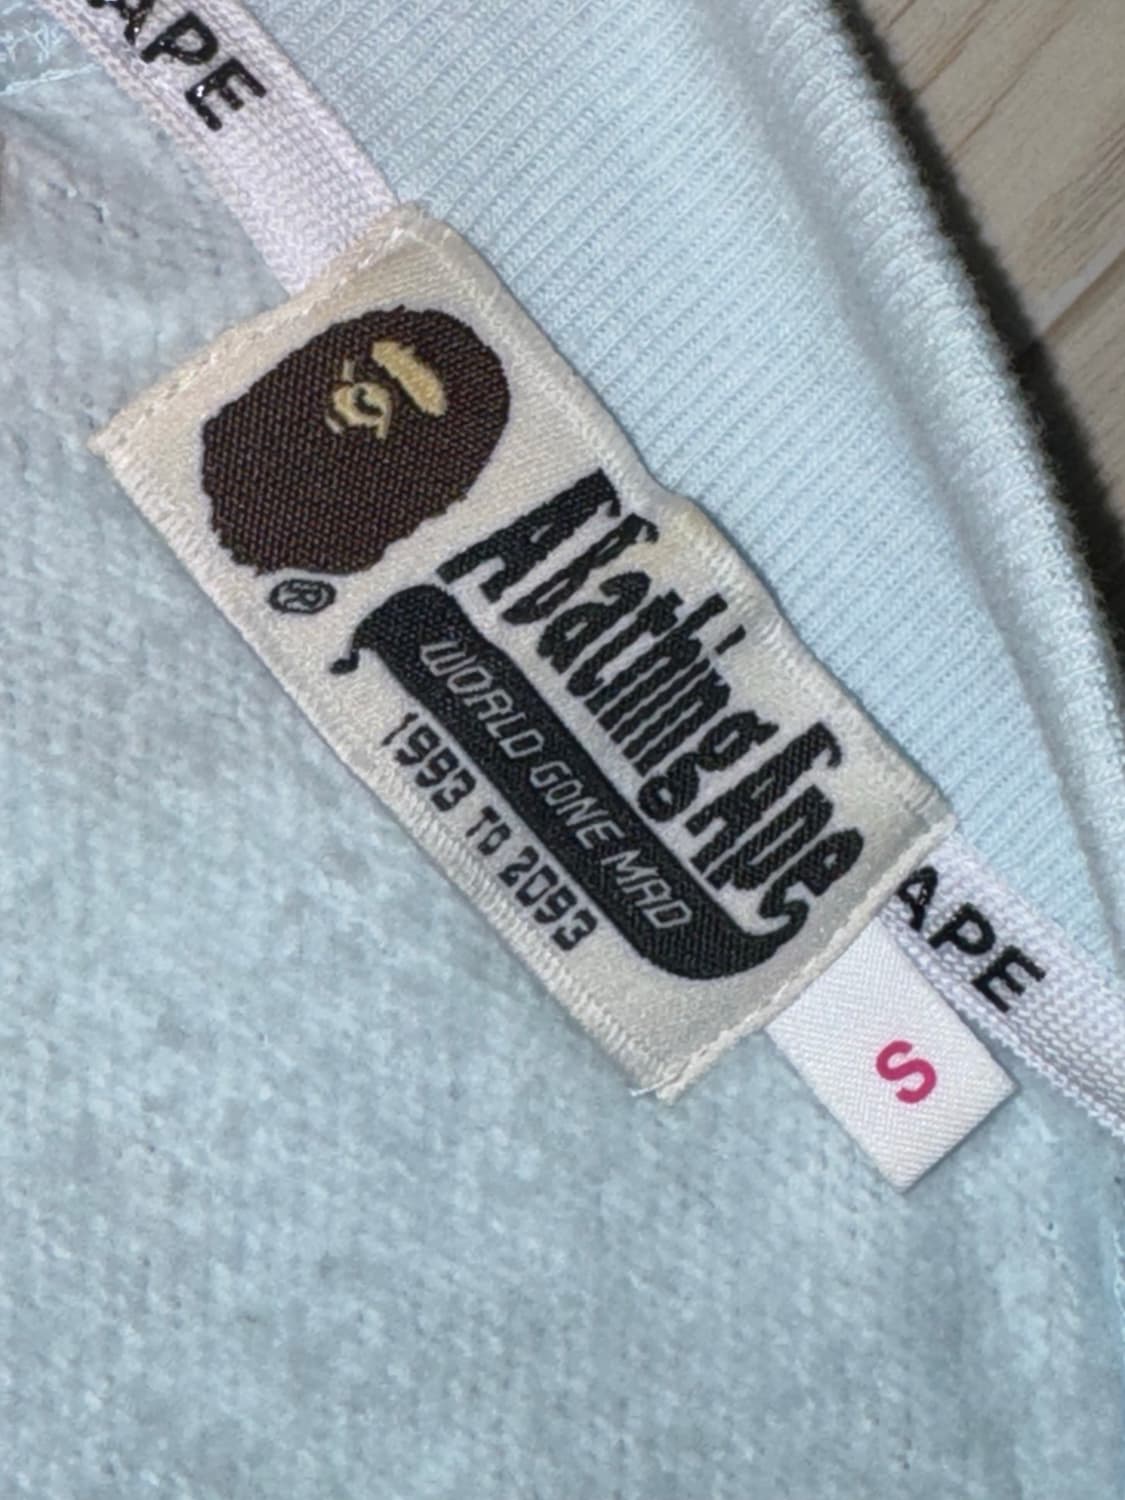 APE
®
A Bathing Ape
WORLD GONE MAD
1993 TO 2093
APE
S